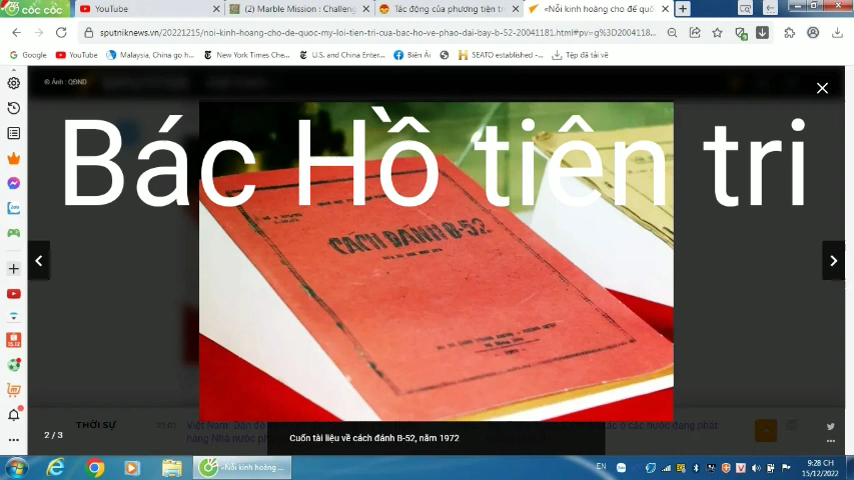 CỐC CỐC
YouTube
(2) Marble Mission : Challeng
Tác động của phương tiện tr
«Nỗi kinh hoàng cho đế quố
sputniknews.vn/20221215/noi-kinh-hoang-cho-de-quoc-my-loi-tien-tri-cua-bac-ho-ve-phao-dai-bay-b-52-20041181.html#pv=g%3D2004118...
Google
YouTube
Malaysia, China go h...
New York Times Che...
U.S. and China Enter...
Biên Ải
SEATO established -...
Tệp đã tải về
© Ảnh : QĐND
Bác Hồ tiên tri
CÁCH ĐÁNH B-52
THỜI SỰ
2 / 3
Cuốn tài liệu về cách đánh B-52, năm 1972
«Nỗi kinh hoàng ...
EN
9:28 CH
15/12/2022